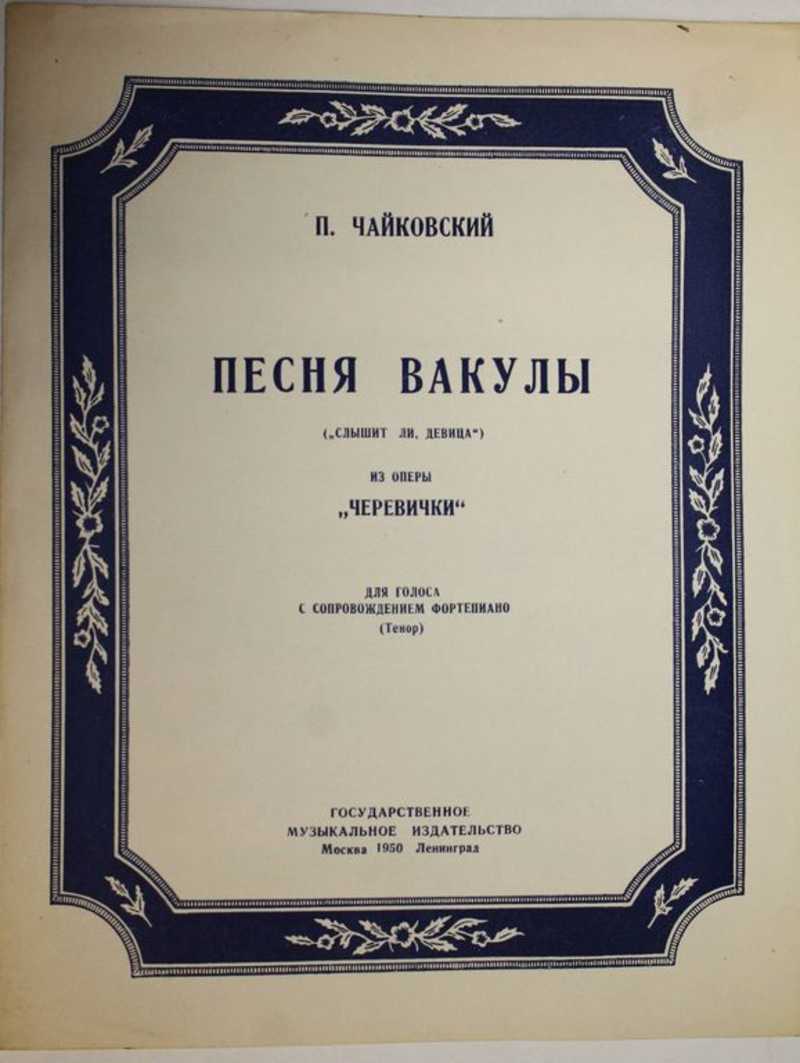 П. ЧАЙКОВСКИЙ
ПЕСНЯ ВАКУЛЫ
(„СЛЫШИТ ЛИ, ДЕВИЦА“)
ИЗ ОПЕРЫ
„ЧЕРЕВИЧКИ“
ДЛЯ ГОЛОСА
С СОПРОВОЖДЕНИЕМ ФОРТЕПИАНО
(Тенор)
ГОСУДАРСТВЕННОЕ
МУЗЫКАЛЬНОЕ ИЗДАТЕЛЬСТВО
Москва 1950 Ленинград